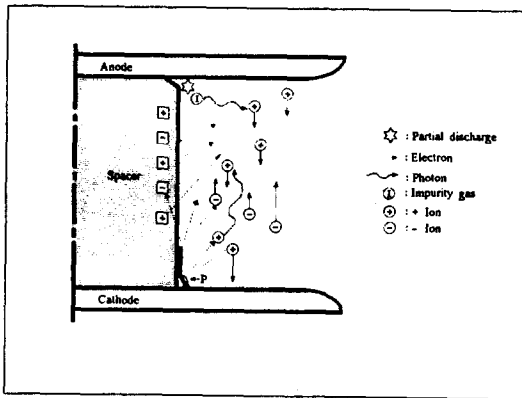 Anode
Spacer
P
Cathode
: Partial discharge
: Electron
: Photon
I : Impurity gas
+ : + Ion
− : - Ion